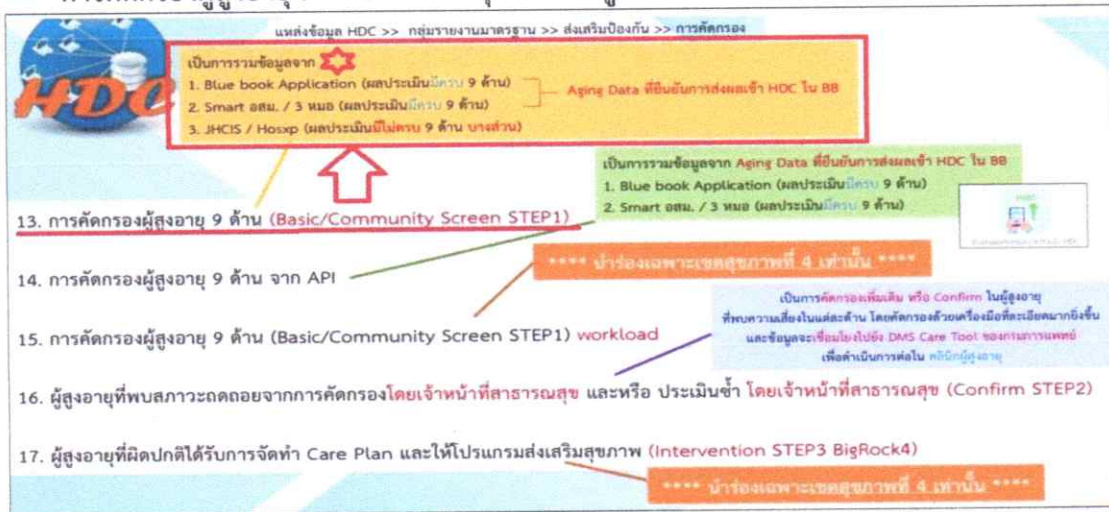 แหล่งข้อมูล HDC >> กลุ่มรายงานมาตรฐาน >> ส่งเสริมป้องกัน >> การคัดกรอง
HDC
เป็นการรวมข้อมูลจาก
1. Blue book Application (ผลประเมินมีครบ 9 ด้าน)
2. Smart อสม. / 3 หมอ (ผลประเมินมีครบ 9 ด้าน)
Aging Data ที่ยืนยันการส่งผลเข้า HDC ใน BB
3. JHCIS / Hosxp (ผลประเมินมีไม่ครบ 9 ด้าน บางส่วน)
เป็นการรวมข้อมูลจาก Aging Data ที่ยืนยันการส่งผลเข้า HDC ใน BB
1. Blue book Application (ผลประเมินมีครบ 9 ด้าน)
2. Smart อสม. / 3 หมอ (ผลประเมินมีครบ 9 ด้าน)
13. การคัดกรองผู้สูงอายุ 9 ด้าน (Basic/Community Screen STEP1)
14. การคัดกรองผู้สูงอายุ 9 ด้าน จาก API
**** นำร่องเฉพาะเขตสุขภาพที่ 4 เท่านั้น ****
15. การคัดกรองผู้สูงอายุ 9 ด้าน (Basic/Community Screen STEP1) workload
เป็นการคัดกรองเพิ่มเติม หรือ Confirm ในผู้สูงอายุ
ที่พบความเสี่ยงในแต่ละด้าน โดยคัดกรองด้วยเครื่องมือที่ละเอียดมากยิ่งขึ้น
และข้อมูลจะเชื่อมโยงไปยัง DMS Care Tool ของกรมการแพทย์
เพื่อดำเนินการต่อใน คลินิกผู้สูงอายุ
16. ผู้สูงอายุที่พบสภาวะถดถอยจากการคัดกรองโดยเจ้าหน้าที่สาธารณสุข และหรือ ประเมินซ้ำ โดยเจ้าหน้าที่สาธารณสุข (Confirm STEP2)
17. ผู้สูงอายุที่ผิดปกติได้รับการจัดทำ Care Plan และให้โปรแกรมส่งเสริมสุขภาพ (Intervention STEP3 BigRock4)
**** นำร่องเฉพาะเขตสุขภาพที่ 4 เท่านั้น ****